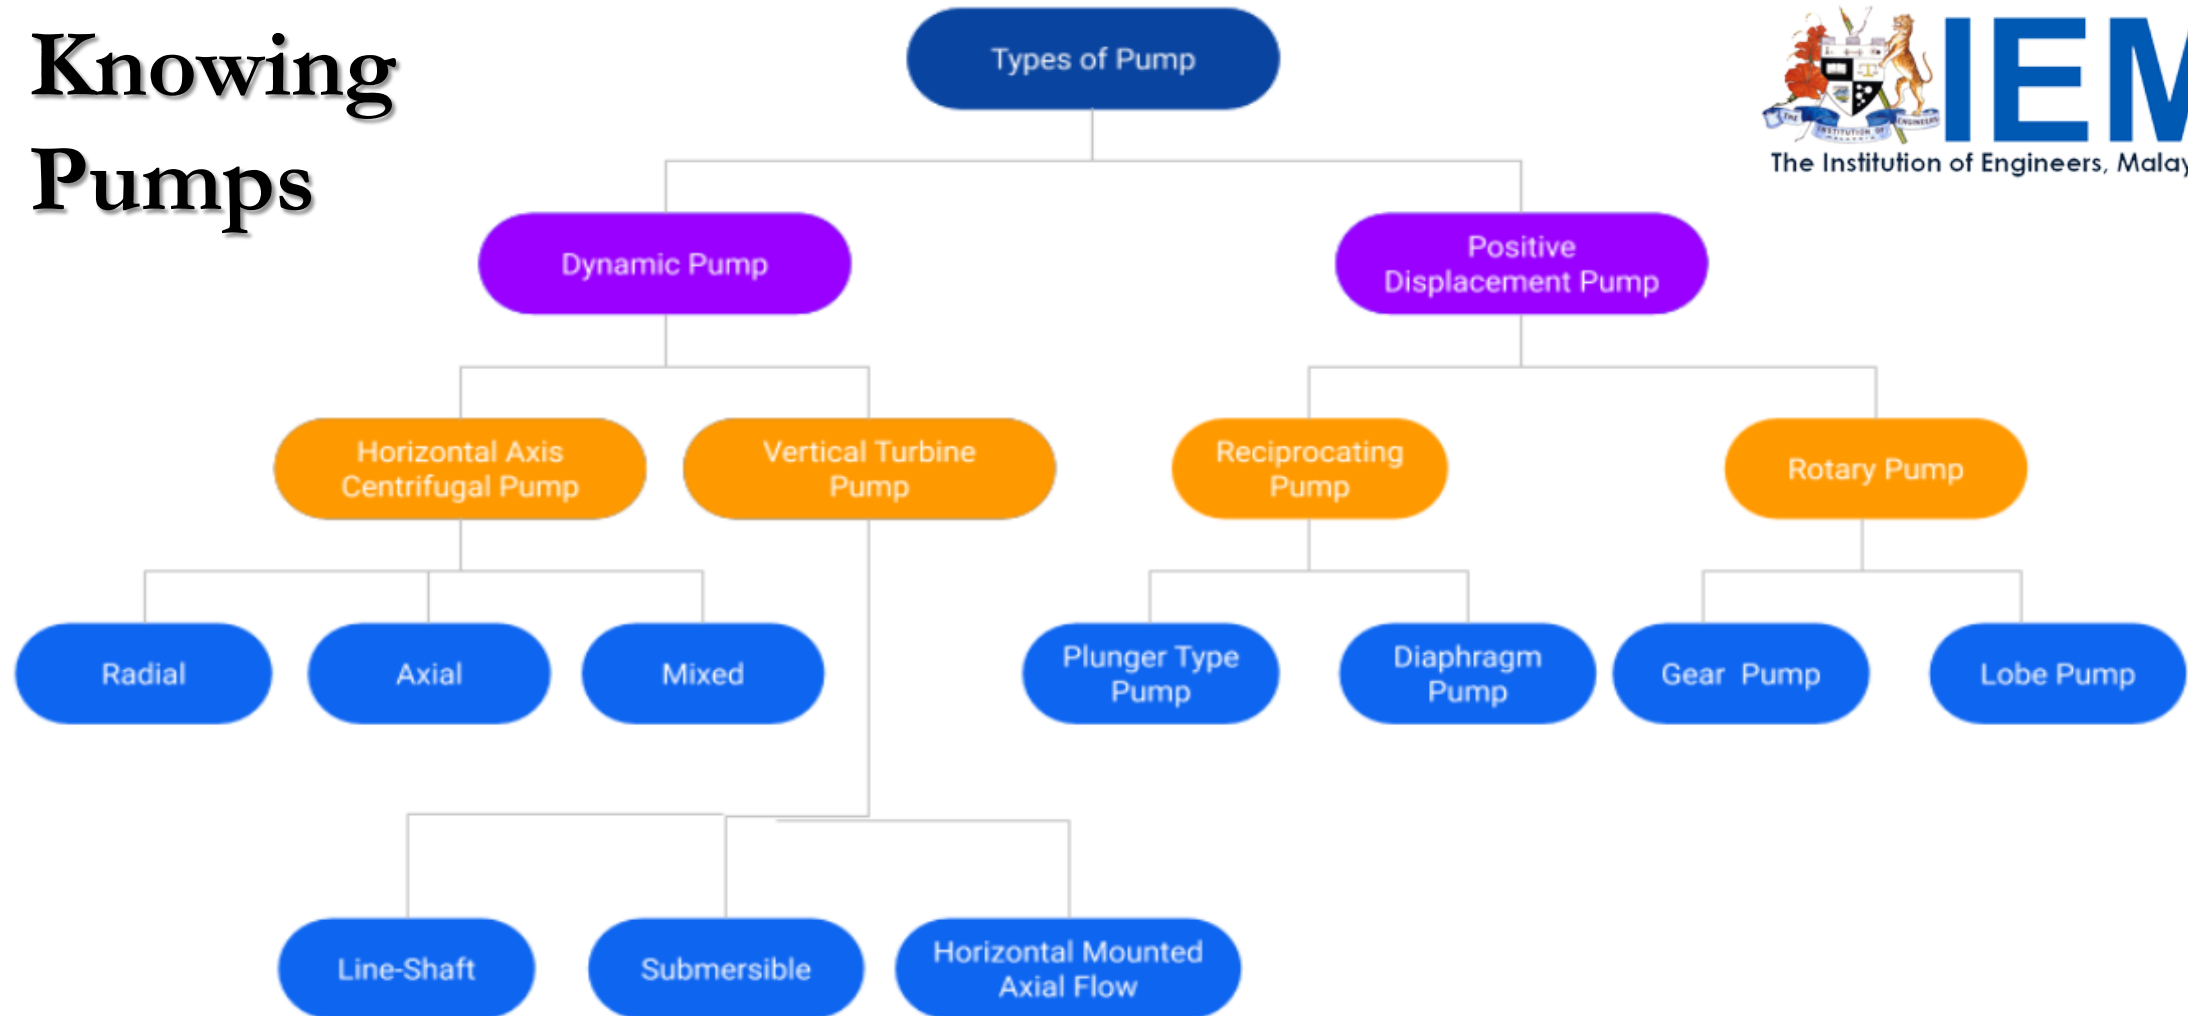 Knowing
Pumps
Types of Pump
IEM
The Institution of Engineers, Malay
Dynamic Pump
Positive
Displacement Pump
Horizontal Axis
Centrifugal Pump
Vertical Turbine
Pump
Reciprocating
Pump
Rotary Pump
Radial
Axial
Mixed
Plunger Type
Pump
Diaphragm
Pump
Gear  Pump
Lobe Pump
Line-Shaft
Submersible
Horizontal Mounted
Axial Flow